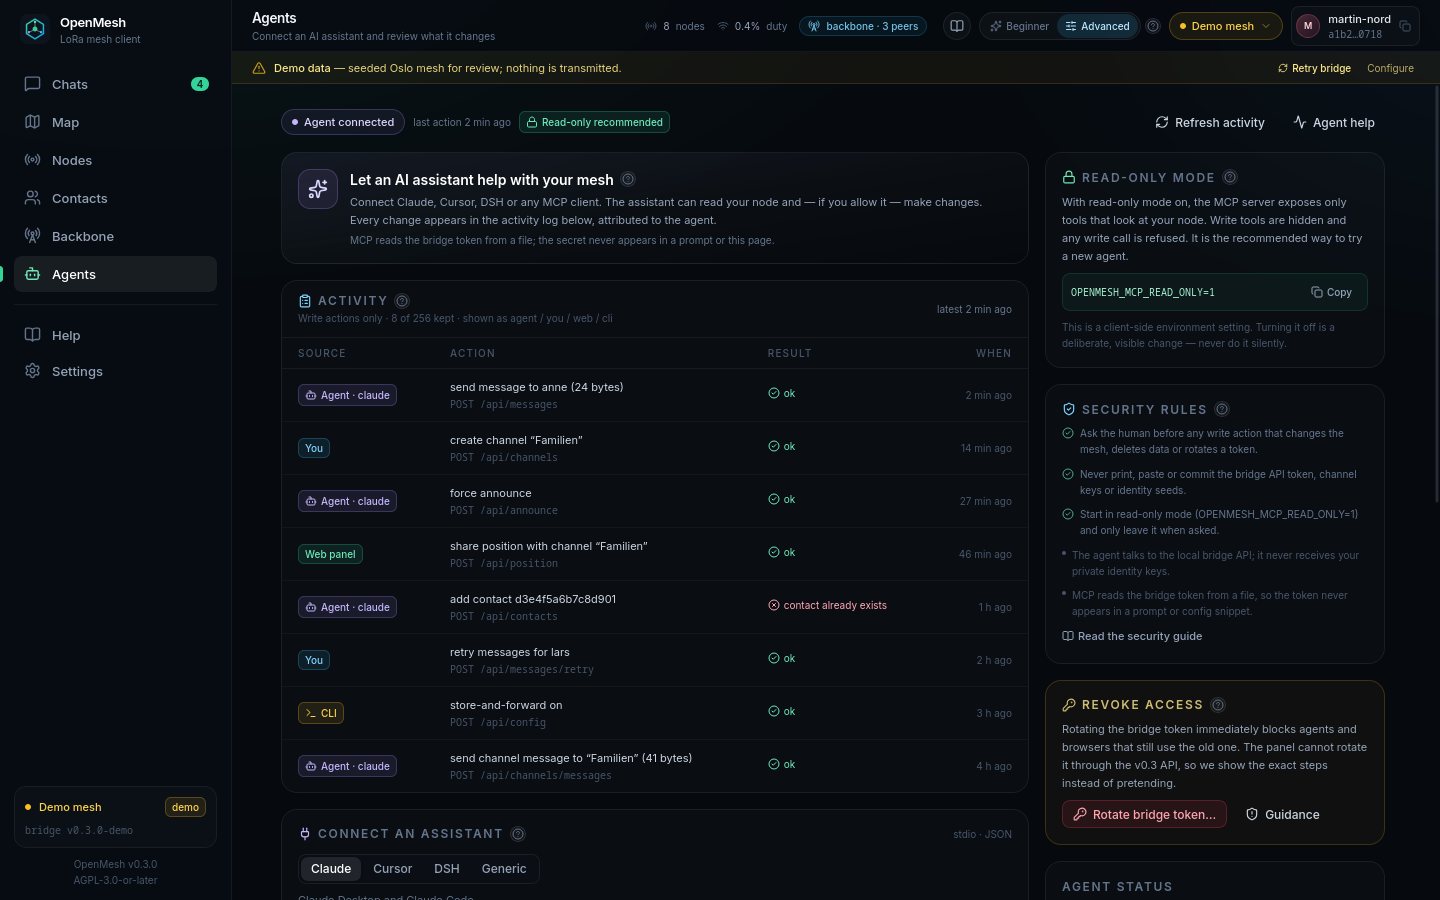 OpenMesh
LoRa mesh client
Chats
4
Map
Nodes
Contacts
Backbone
Agents
Help
Settings
Demo mesh
demo
bridge v0.3.0-demo
OpenMesh v0.3.0
AGPL-3.0-or-later
Agents
Connect an AI assistant and review what it changes
8 nodes
0.4% duty
backbone · 3 peers
Beginner
Advanced
Demo mesh
M
martin-nord
a1b2…0718
Demo data — seeded Oslo mesh for review; nothing is transmitted.
Retry bridge
Configure
Agent connected
last action 2 min ago
Read-only recommended
Refresh activity
Agent help
Let an AI assistant help with your mesh
Connect Claude, Cursor, DSH or any MCP client. The assistant can read your node and — if you allow it — make changes.
Every change appears in the activity log below, attributed to the agent.
MCP reads the bridge token from a file; the secret never appears in a prompt or this page.
ACTIVITY
Write actions only · 8 of 256 kept · shown as agent / you / web / cli
latest 2 min ago
SOURCE ACTION RESULT WHEN
Agent · claude send message to anne (24 bytes) ok 2 min ago
POST /api/messages
You create channel “Familien” ok 14 min ago
POST /api/channels
Agent · claude force announce ok 27 min ago
POST /api/announce
Web panel share position with channel “Familien” ok 46 min ago
POST /api/position
Agent · claude add contact d3e4f5a6b7c8d901 contact already exists 1 h ago
POST /api/contacts
You retry messages for lars ok 2 h ago
POST /api/messages/retry
CLI store-and-forward on ok 3 h ago
POST /api/config
Agent · claude send channel message to “Familien” (41 bytes) ok 4 h ago
POST /api/channels/messages
CONNECT AN ASSISTANT
stdio · JSON
Claude
Cursor
DSH
Generic
Claude Desktop and Claude Code
READ-ONLY MODE
With read-only mode on, the MCP server exposes only
tools that look at your node. Write tools are hidden and
any write call is refused. It is the recommended way to try
a new agent.
OPENMESH_MCP_READ_ONLY=1
Copy
This is a client-side environment setting. Turning it off is a
deliberate, visible change — never do it silently.
SECURITY RULES
Ask the human before any write action that changes the
mesh, deletes data or rotates a token.
Never print, paste or commit the bridge API token, channel
keys or identity seeds.
Start in read-only mode (OPENMESH_MCP_READ_ONLY=1)
and only leave it when asked.
The agent talks to the local bridge API; it never receives your
private identity keys.
MCP reads the bridge token from a file, so the token never
appears in a prompt or config snippet.
Read the security guide
REVOKE ACCESS
Rotating the bridge token immediately blocks agents and
browsers that still use the old one. The panel cannot rotate
it through the v0.3 API, so we show the exact steps
instead of pretending.
Rotate bridge token…
Guidance
AGENT STATUS